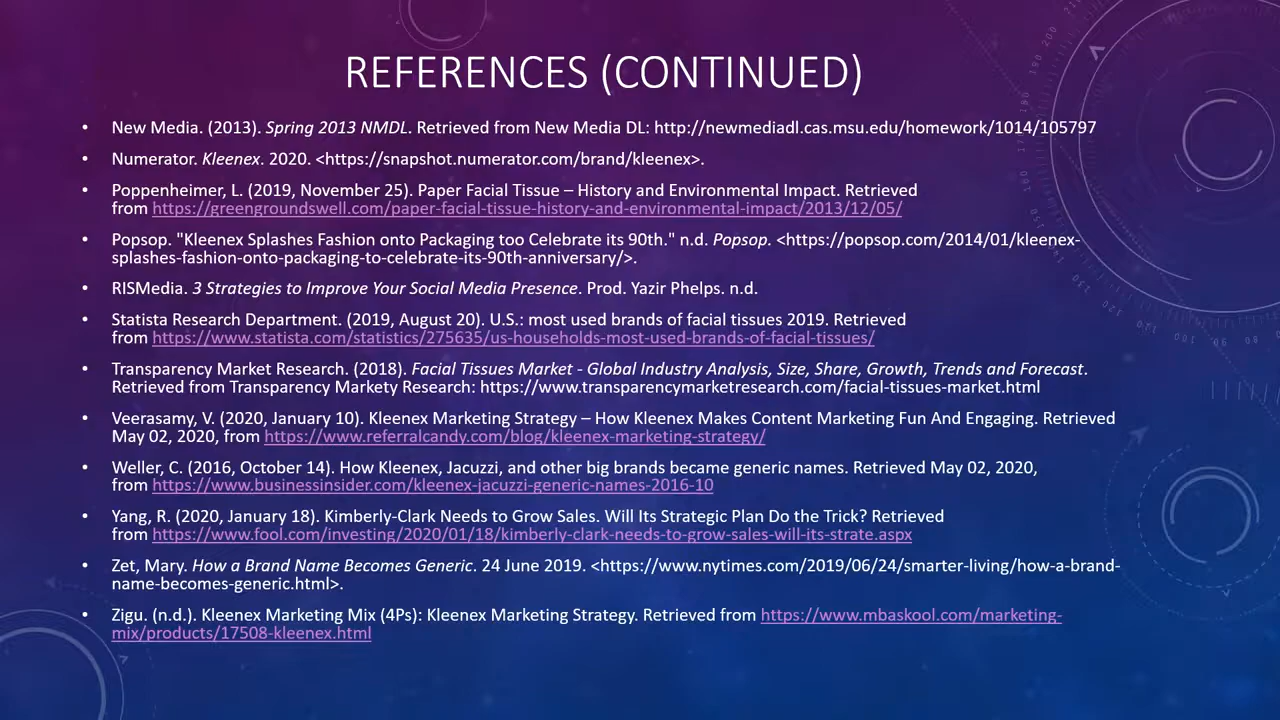 REFERENCES (CONTINUED)
• New Media. (2013). Spring 2013 NMDL. Retrieved from New Media DL: http://newmediadl.cas.msu.edu/homework/1014/105797
• Numerator. Kleenex. 2020. <https://snapshot.numerator.com/brand/kleenex>.
• Poppenheimer, L. (2019, November 25). Paper Facial Tissue – History and Environmental Impact. Retrieved
from https://greengroundswell.com/paper-facial-tissue-history-and-environmental-impact/2013/12/05/
• Popsop. "Kleenex Splashes Fashion onto Packaging too Celebrate its 90th." n.d. Popsop. <https://popsop.com/2014/01/kleenex-
splashes-fashion-onto-packaging-to-celebrate-its-90th-anniversary/>.
• RISMedia. 3 Strategies to Improve Your Social Media Presence. Prod. Yazir Phelps. n.d.
• Statista Research Department. (2019, August 20). U.S.: most used brands of facial tissues 2019. Retrieved
from https://www.statista.com/statistics/275635/us-households-most-used-brands-of-facial-tissues/
• Transparency Market Research. (2018). Facial Tissues Market - Global Industry Analysis, Size, Share, Growth, Trends and Forecast.
Retrieved from Transparency Markety Research: https://www.transparencymarketresearch.com/facial-tissues-market.html
• Veerasamy, V. (2020, January 10). Kleenex Marketing Strategy – How Kleenex Makes Content Marketing Fun And Engaging. Retrieved
May 02, 2020, from https://www.referralcandy.com/blog/kleenex-marketing-strategy/
• Weller, C. (2016, October 14). How Kleenex, Jacuzzi, and other big brands became generic names. Retrieved May 02, 2020,
from https://www.businessinsider.com/kleenex-jacuzzi-generic-names-2016-10
• Yang, R. (2020, January 18). Kimberly-Clark Needs to Grow Sales. Will Its Strategic Plan Do the Trick? Retrieved
from https://www.fool.com/investing/2020/01/18/kimberly-clark-needs-to-grow-sales-will-its-strate.aspx
• Zet, Mary. How a Brand Name Becomes Generic. 24 June 2019. <https://www.nytimes.com/2019/06/24/smarter-living/how-a-brand-
name-becomes-generic.html>.
• Zigu. (n.d.). Kleenex Marketing Mix (4Ps): Kleenex Marketing Strategy. Retrieved from https://www.mbaskool.com/marketing-
mix/products/17508-kleenex.html